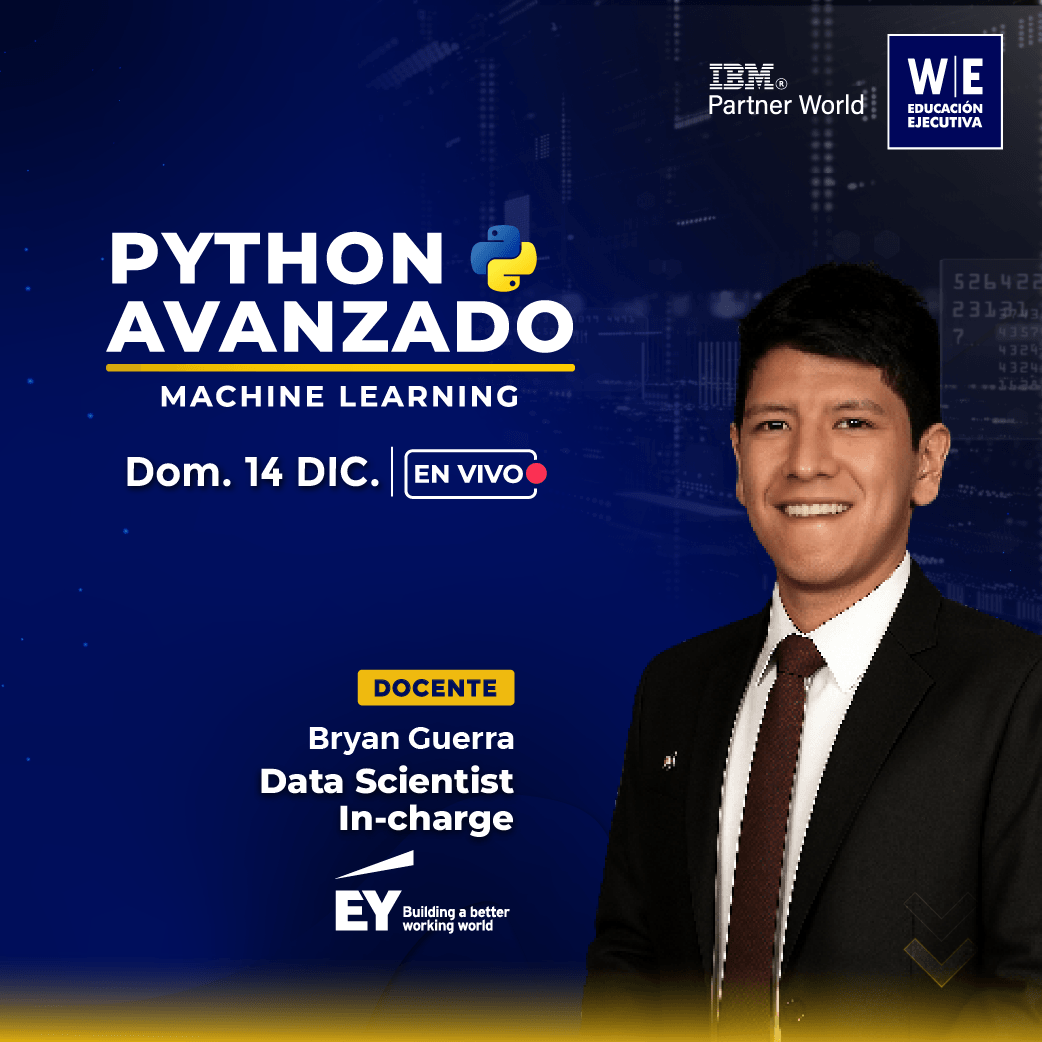 IBM®
Partner World
W|E
EDUCACIÓN
EJECUTIVA
PYTHON
AVANZADO
MACHINE LEARNING
Dom. 14 DIC. | EN VIVO
DOCENTE
Bryan Guerra
Data Scientist
In-charge
EY Building a better
working world
526422